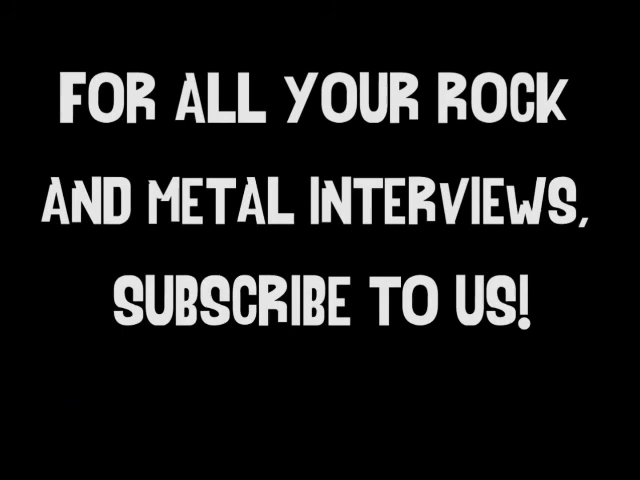 FOR ALL YOUR ROCK
AND METAL INTERVIEWS,
SUBSCRIBE TO US!